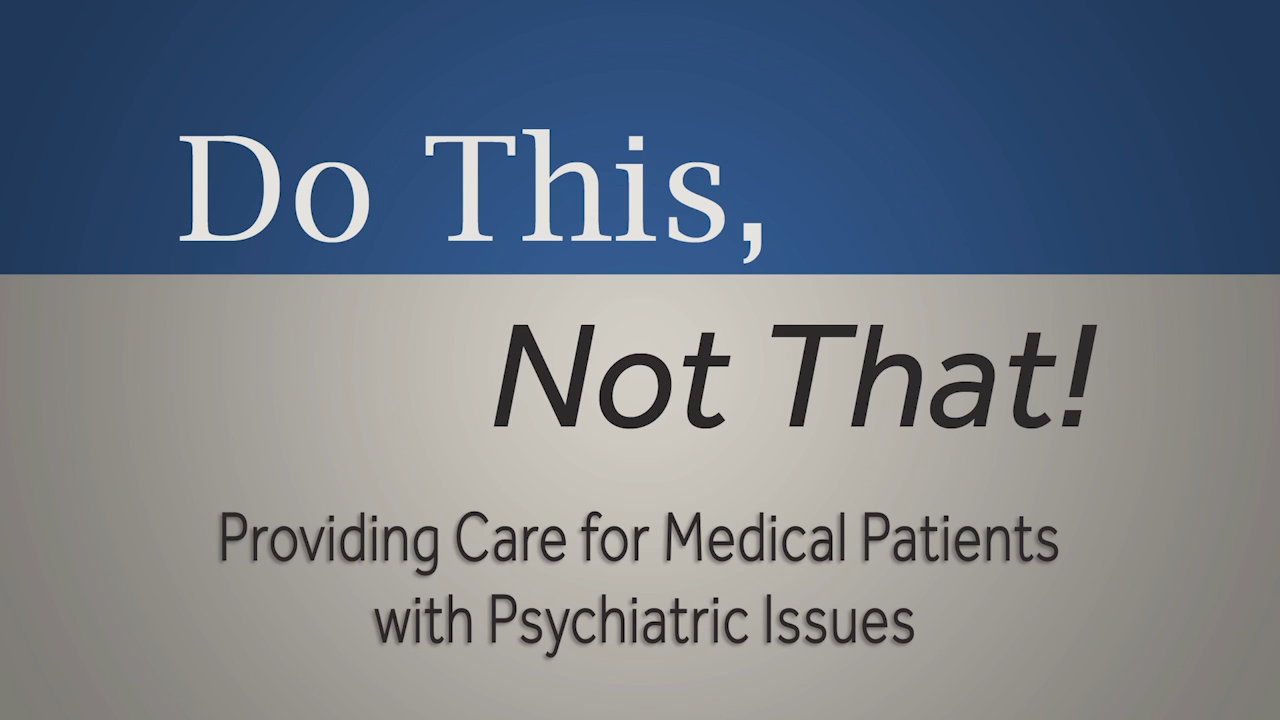 Do This,
Not That!
Providing Care for Medical Patients
with Psychiatric Issues